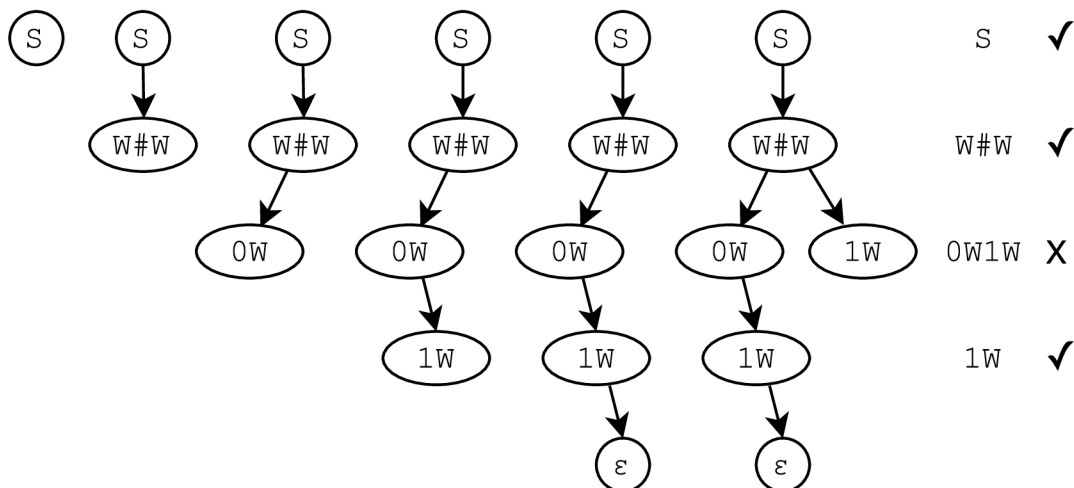 S S S S S S S ✓
W#W W#W W#W W#W W#W W#W ✓
0W 0W 0W 0W 1W 0W1W X
1W 1W 1W 1W ✓
ε ε